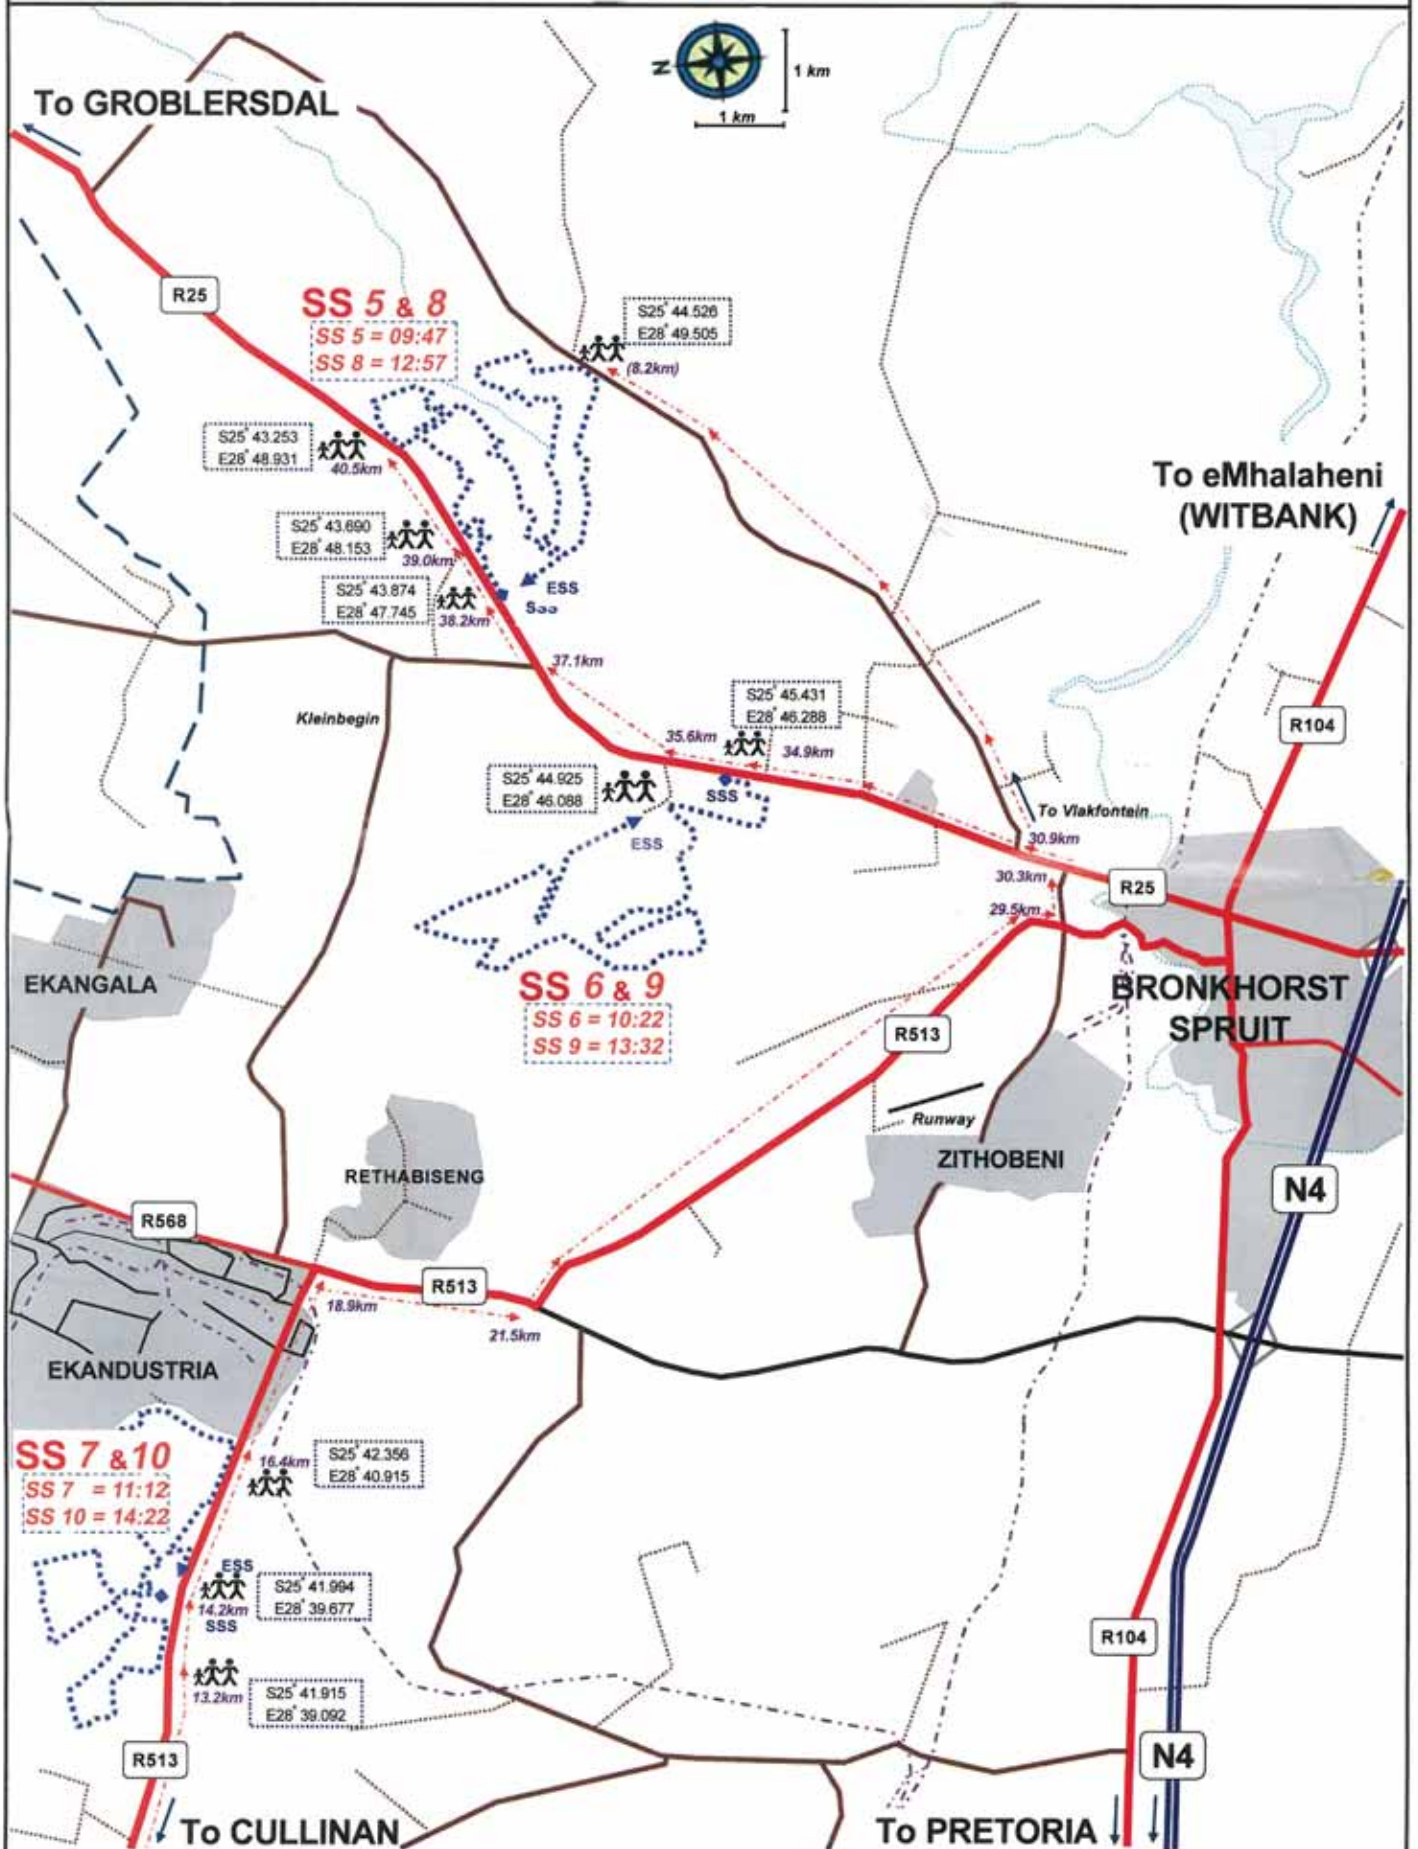 To GROBLERSDAL
N
1 km
1 km
R25
SS 5 & 8
SS 5 = 09:47
SS 8 = 12:57
S25° 44.526
E28° 49.505
(8.2km)
S25° 43.253
E28° 48.931
40.5km
To eMhalaheni
(WITBANK)
S25° 43.690
E28° 48.153
39.0km
S25° 43.874
E28° 47.745
38.2km
ESS
37.1km
Kleinbegin
S25° 45.431
E28° 46.288
35.6km
34.9km
R104
S25° 44.925
E28° 46.088
SSS
ESS
To Vlakfontein
30.9km
30.3km
R25
29.5km
EKANGALA
SS 6 & 9
SS 6 = 10:22
SS 9 = 13:32
BRONKHORST
SPRUIT
R513
Runway
RETHABISENG
ZITHOBENI
N4
R568
R513
18.9km
21.5km
EKANDUSTRIA
SS 7 & 10
SS 7 = 11:12
SS 10 = 14:22
16.4km
S25° 42.356
E28° 40.915
ESS
S25° 41.994
E28° 39.677
14.2km
SSS
R104
13.2km
S25° 41.915
E28° 39.092
R513
N4
To CULLINAN
To PRETORIA